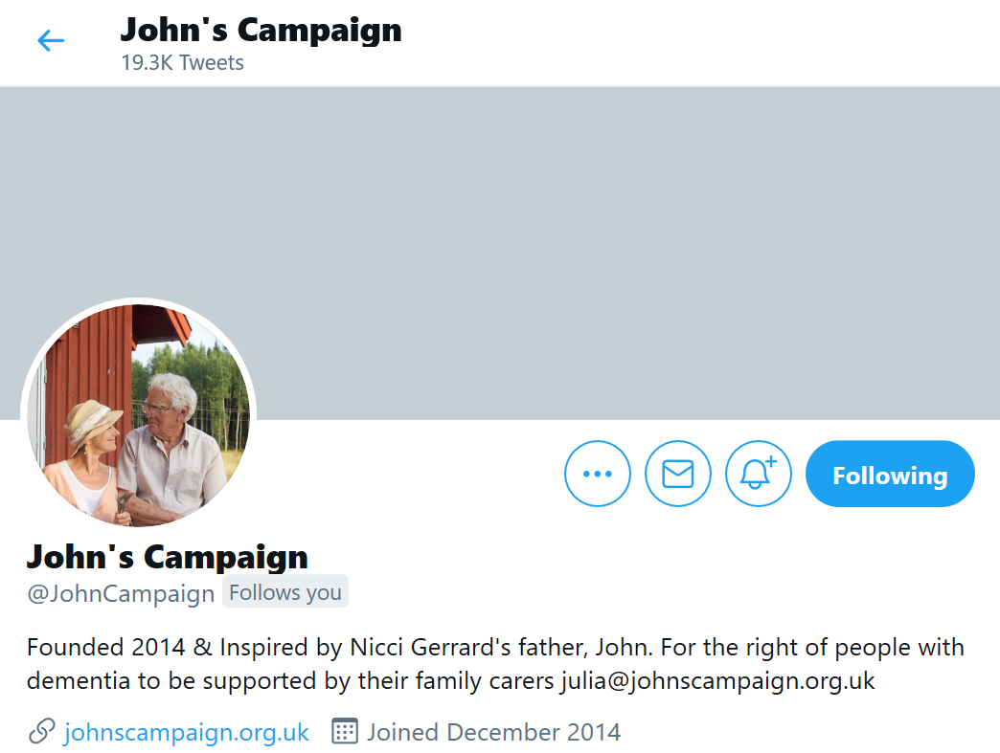 John's Campaign
19.3K Tweets
Following
John's Campaign
@JohnCampaign Follows you
Founded 2014 & Inspired by Nicci Gerrard's father, John. For the right of people with
dementia to be supported by their family carers julia@johnscampaign.org.uk
johnscampaign.org.uk Joined December 2014